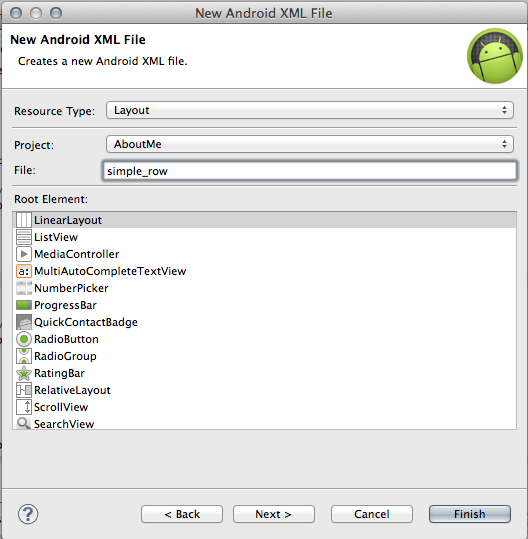 New Android XML File
New Android XML File
Creates a new Android XML file.
Resource Type: Layout
Project: AboutMe
File: simple_row
Root Element:
LinearLayout
ListView
MediaController
a: MultiAutoCompleteTextView
NumberPicker
ProgressBar
QuickContactBadge
RadioButton
RadioGroup
RatingBar
RelativeLayout
ScrollView
SearchView
? < Back Next > Cancel Finish